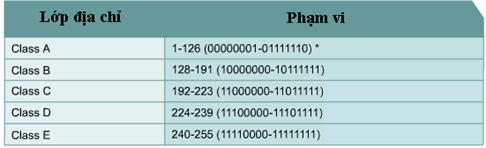 Lớp địa chỉ Phạm vi
Class A 1-126 (00000001-01111110) *
Class B 128-191 (10000000-10111111)
Class C 192-223 (11000000-11011111)
Class D 224-239 (11100000-11101111)
Class E 240-255 (11110000-11111111)